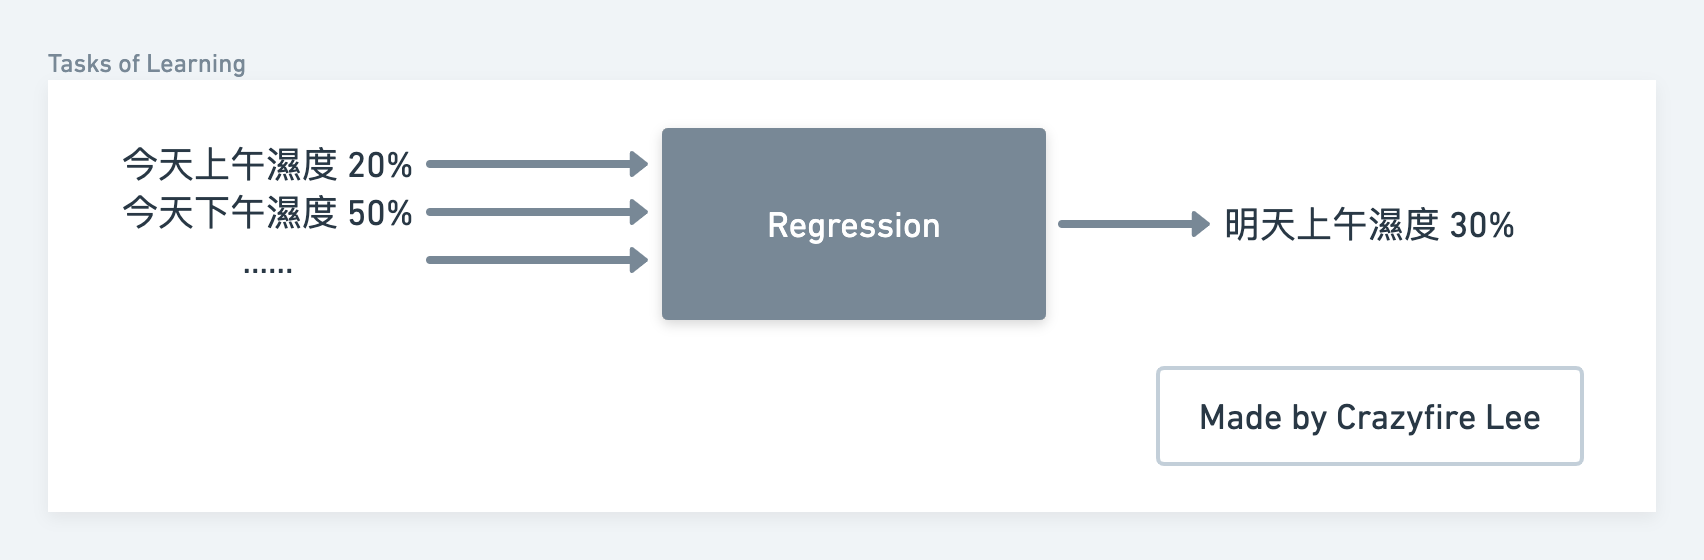 Tasks of Learning
今天上午濕度 20%
今天下午濕度 50%
......
Regression
明天上午濕度 30%
Made by Crazyfire Lee